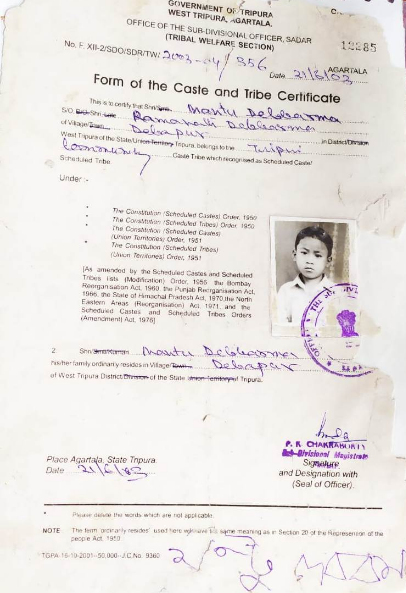 GOVERNMENT OF TRIPURA
WEST TRIPURA, AGARTALA.
OFFICE OF THE SUB-DIVISIONAL OFFICER, SADAR
(TRIBAL WELFARE SECTION)
13285
No. F. XII-2/SDO/SDR/TW/ 2003-04/ 956
AGARTALA
Date 21/6/03
Form of the Caste and Tribe Certificate
This is to certify that Shri/Smt. Mantu Debbarma
S/O, D/O Shri Ramananda Debbarma
of Village/Town Debapur in District/Division
West Tripura of the State/Union Territory Tripura, belongs to the Tripuri
Community Caste Tribe which recognised as Scheduled Caste/
Scheduled Tribe
Under :-
The Constitution (Scheduled Castes) Order, 1950
The Constitution (Scheduled Tribes) Order, 1950
The Constitution (Scheduled Castes)
(Union Territories) Order, 1951
The Constitution (Scheduled Tribes)
(Union Territories) Order, 1951
[As amended by the Scheduled Castes and Scheduled
Tribes lists (Modification) Order, 1956 the Bombay
Reorganisation Act, 1960, the Punjab Reorganisation Act,
1966, the State of Himachal Pradesh Act, 1970, the North
Eastern Areas (Reorganisation) Act, 1971, and the
Scheduled Castes and Scheduled Tribes Orders
(Amendment) Act, 1976]
2. Shri Mantu Debbarma
his/her family ordinarily resides in Village/Town Debapur
of West Tripura District/Division of the State Union Territory of Tripura.
P. K. CHAKRABORTY
Sub-Divisional Magistrate
Place Agartala, State Tripura
Signature
Date 21/6/03
and Designation with
(Seal of Officer)
* Please delete the words which are not applicable.
NOTE The term ordinarily resides" used here will have the same meaning as in Section 20 of the Representation of the
people Act. 1950
TGPA-16-10-2001-50,000-J.C.No. 9360